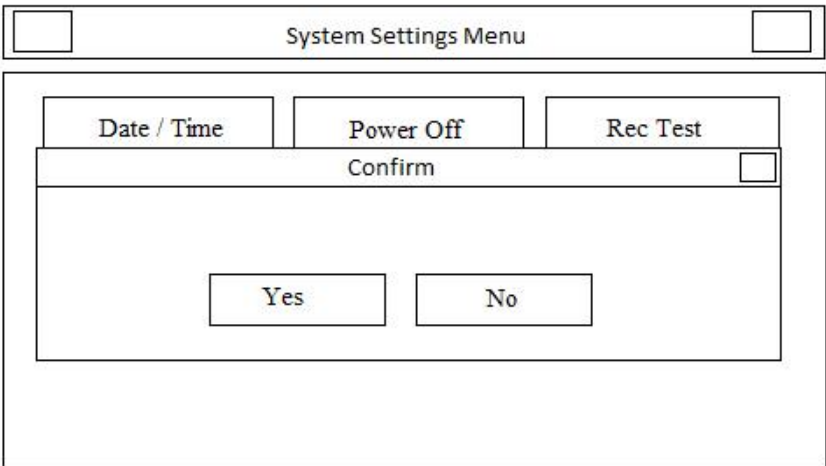 System Settings Menu
Date / Time Power Off Rec Test
Confirm
Yes No